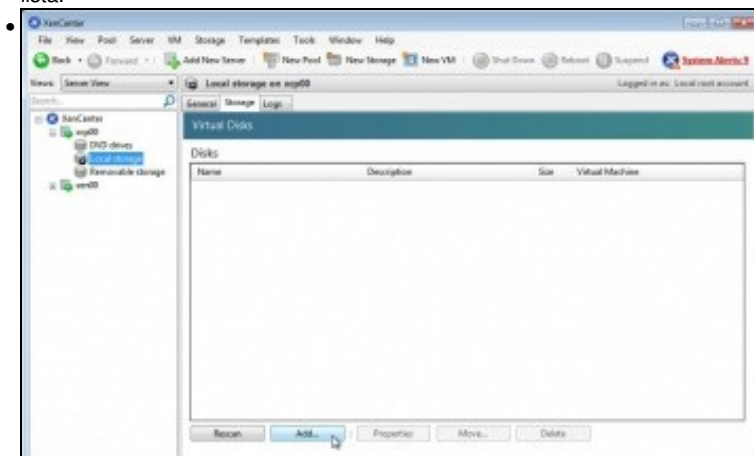 lista.
XenCenter
File View Pool Server VM Storage Templates Tools Window Help
Back Forward Add New Server New Pool New Storage New VM Shut Down Reboot Suspend System Alerts: 9
Views: Server View Local storage on xcp00 Logged in as: Local root account
Search... General Storage Logs
XenCenter
xcp00
DVD drives
Local storage
Removable storage
xen00
Virtual Disks
Disks
Name Description Size Virtual Machine
Rescan Add... Properties Move... Delete